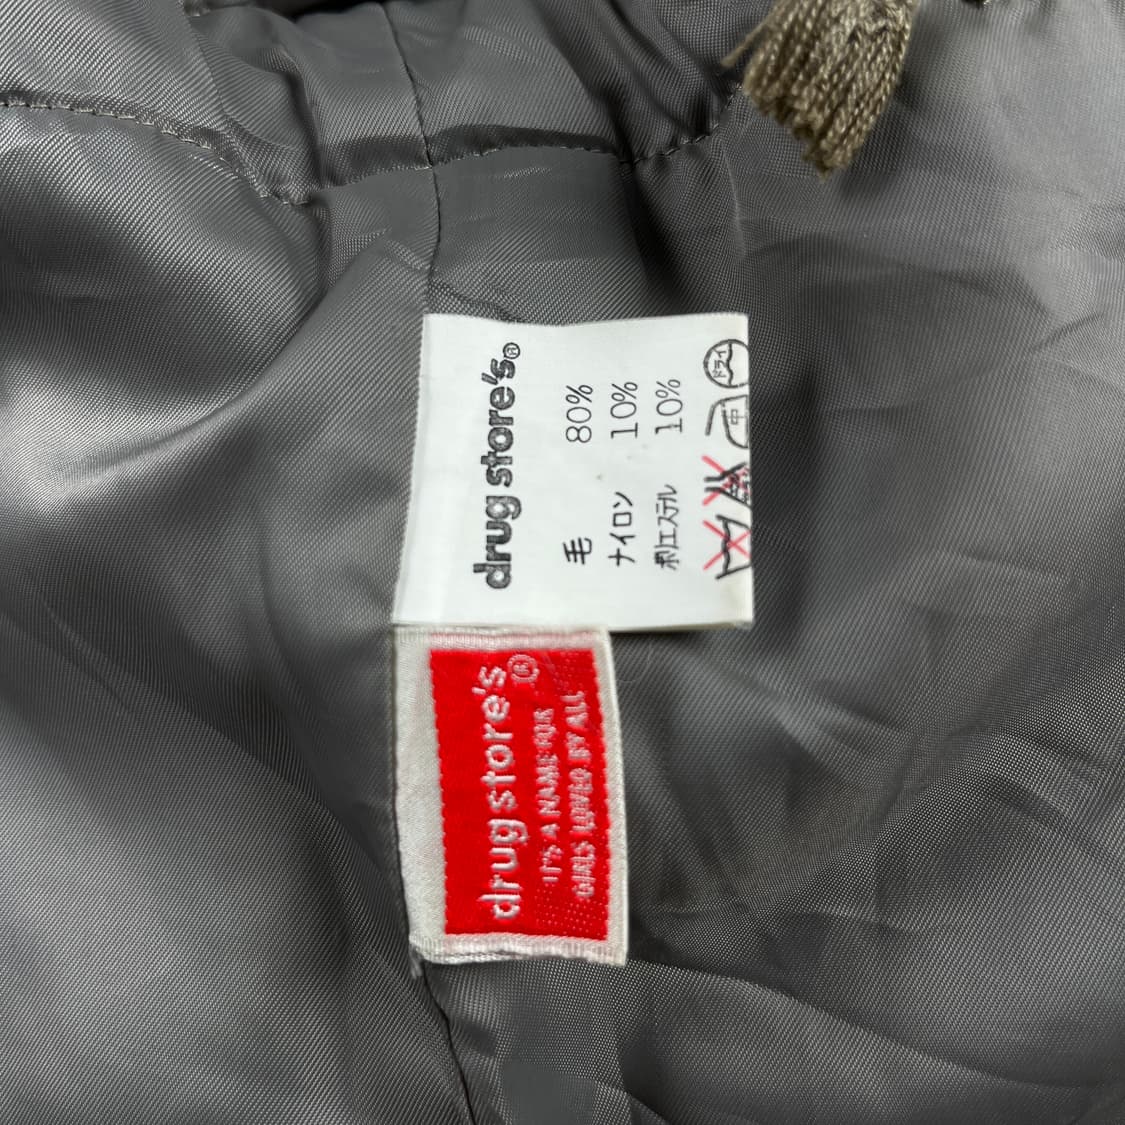 drug store's®
毛 80%
ナイロン 10%
ポリエステル 10%
ドライ
中
drug store's®
IT'S A NAME FOR
GIRLS LOVED BY ALL